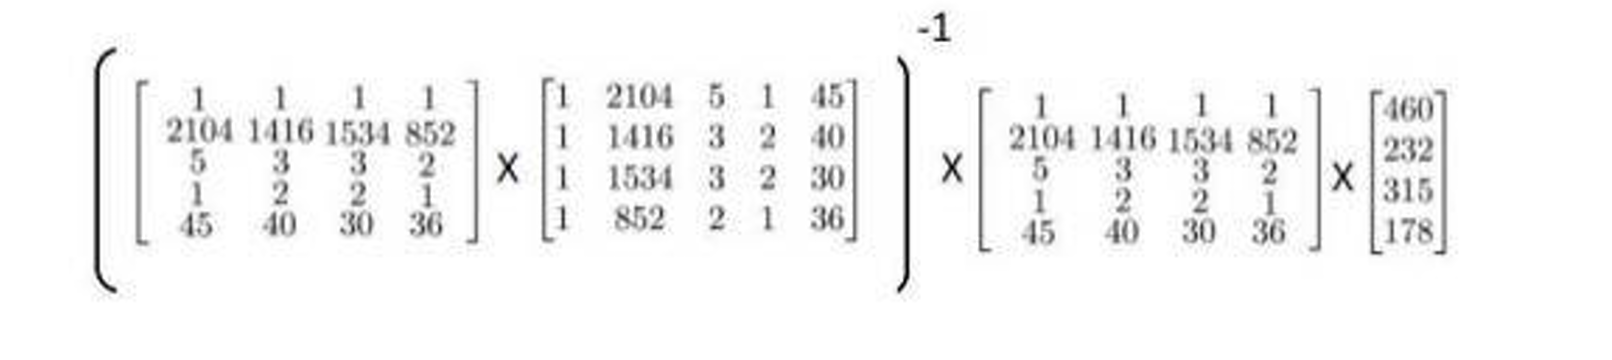 -1
1 1 1 1 1 2104 5 1 45 1 1 1 1 460
2104 1416 1534 852 1 1416 3 2 40 2104 1416 1534 852 232
5 3 3 2 X 1 1534 3 2 30 X 5 3 3 2 X 315
1 2 2 1 1 852 2 1 36 1 2 2 1 178
45 40 30 36 45 40 30 36